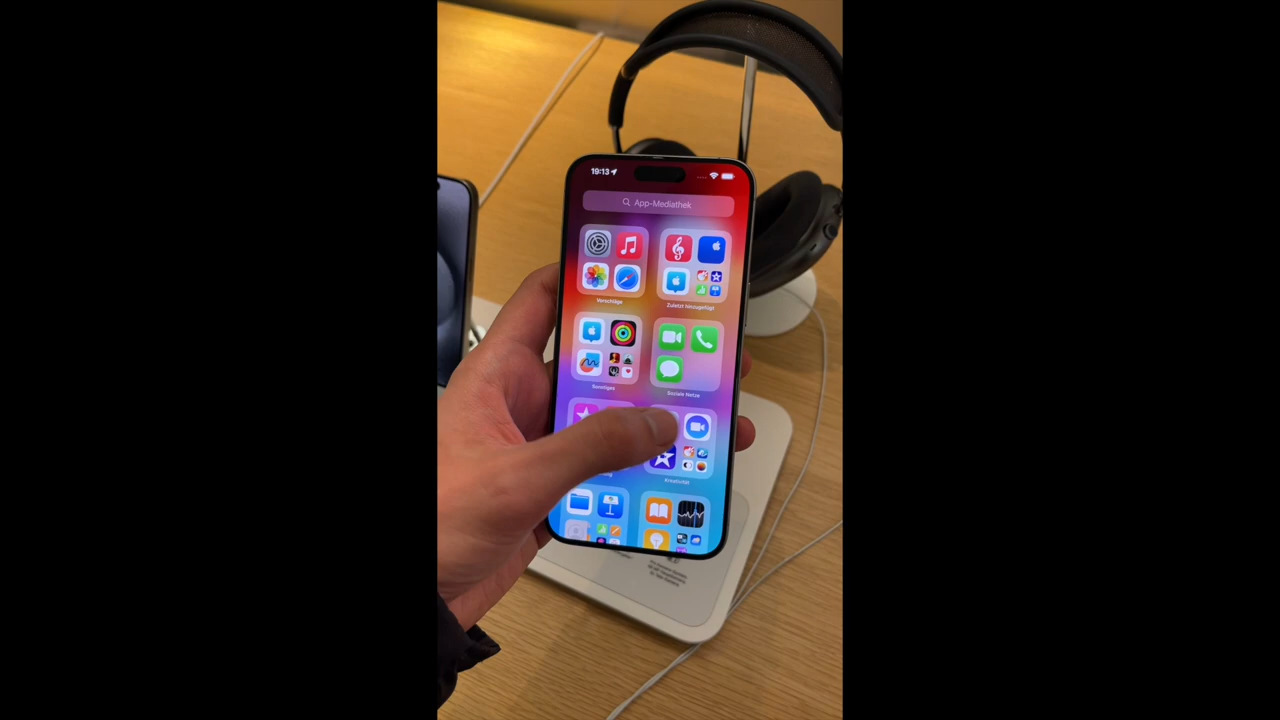 19:13
App-Mediathek
Vorschläge
Zuletzt hinzugefügt
Sonstiges
Soziale Netze
Kreativität